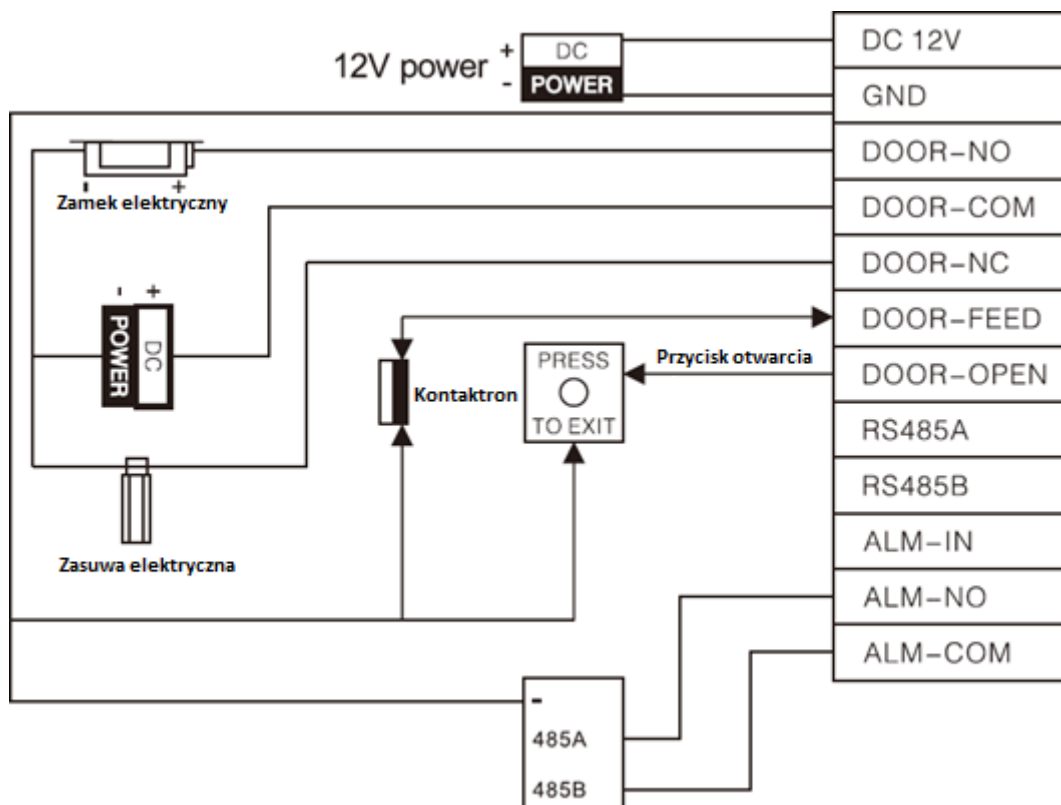 12V power
+
-
DC
POWER
DC 12V
GND
DOOR-NO
DOOR-COM
DOOR-NC
DOOR-FEED
DOOR-OPEN
RS485A
RS485B
ALM-IN
ALM-NO
ALM-COM
- +
Zamek elektryczny
- +
POWER
DC
Zasuwa elektryczna
Kontaktron
PRESS
TO EXIT
Przycisk otwarcia
-
485A
485B